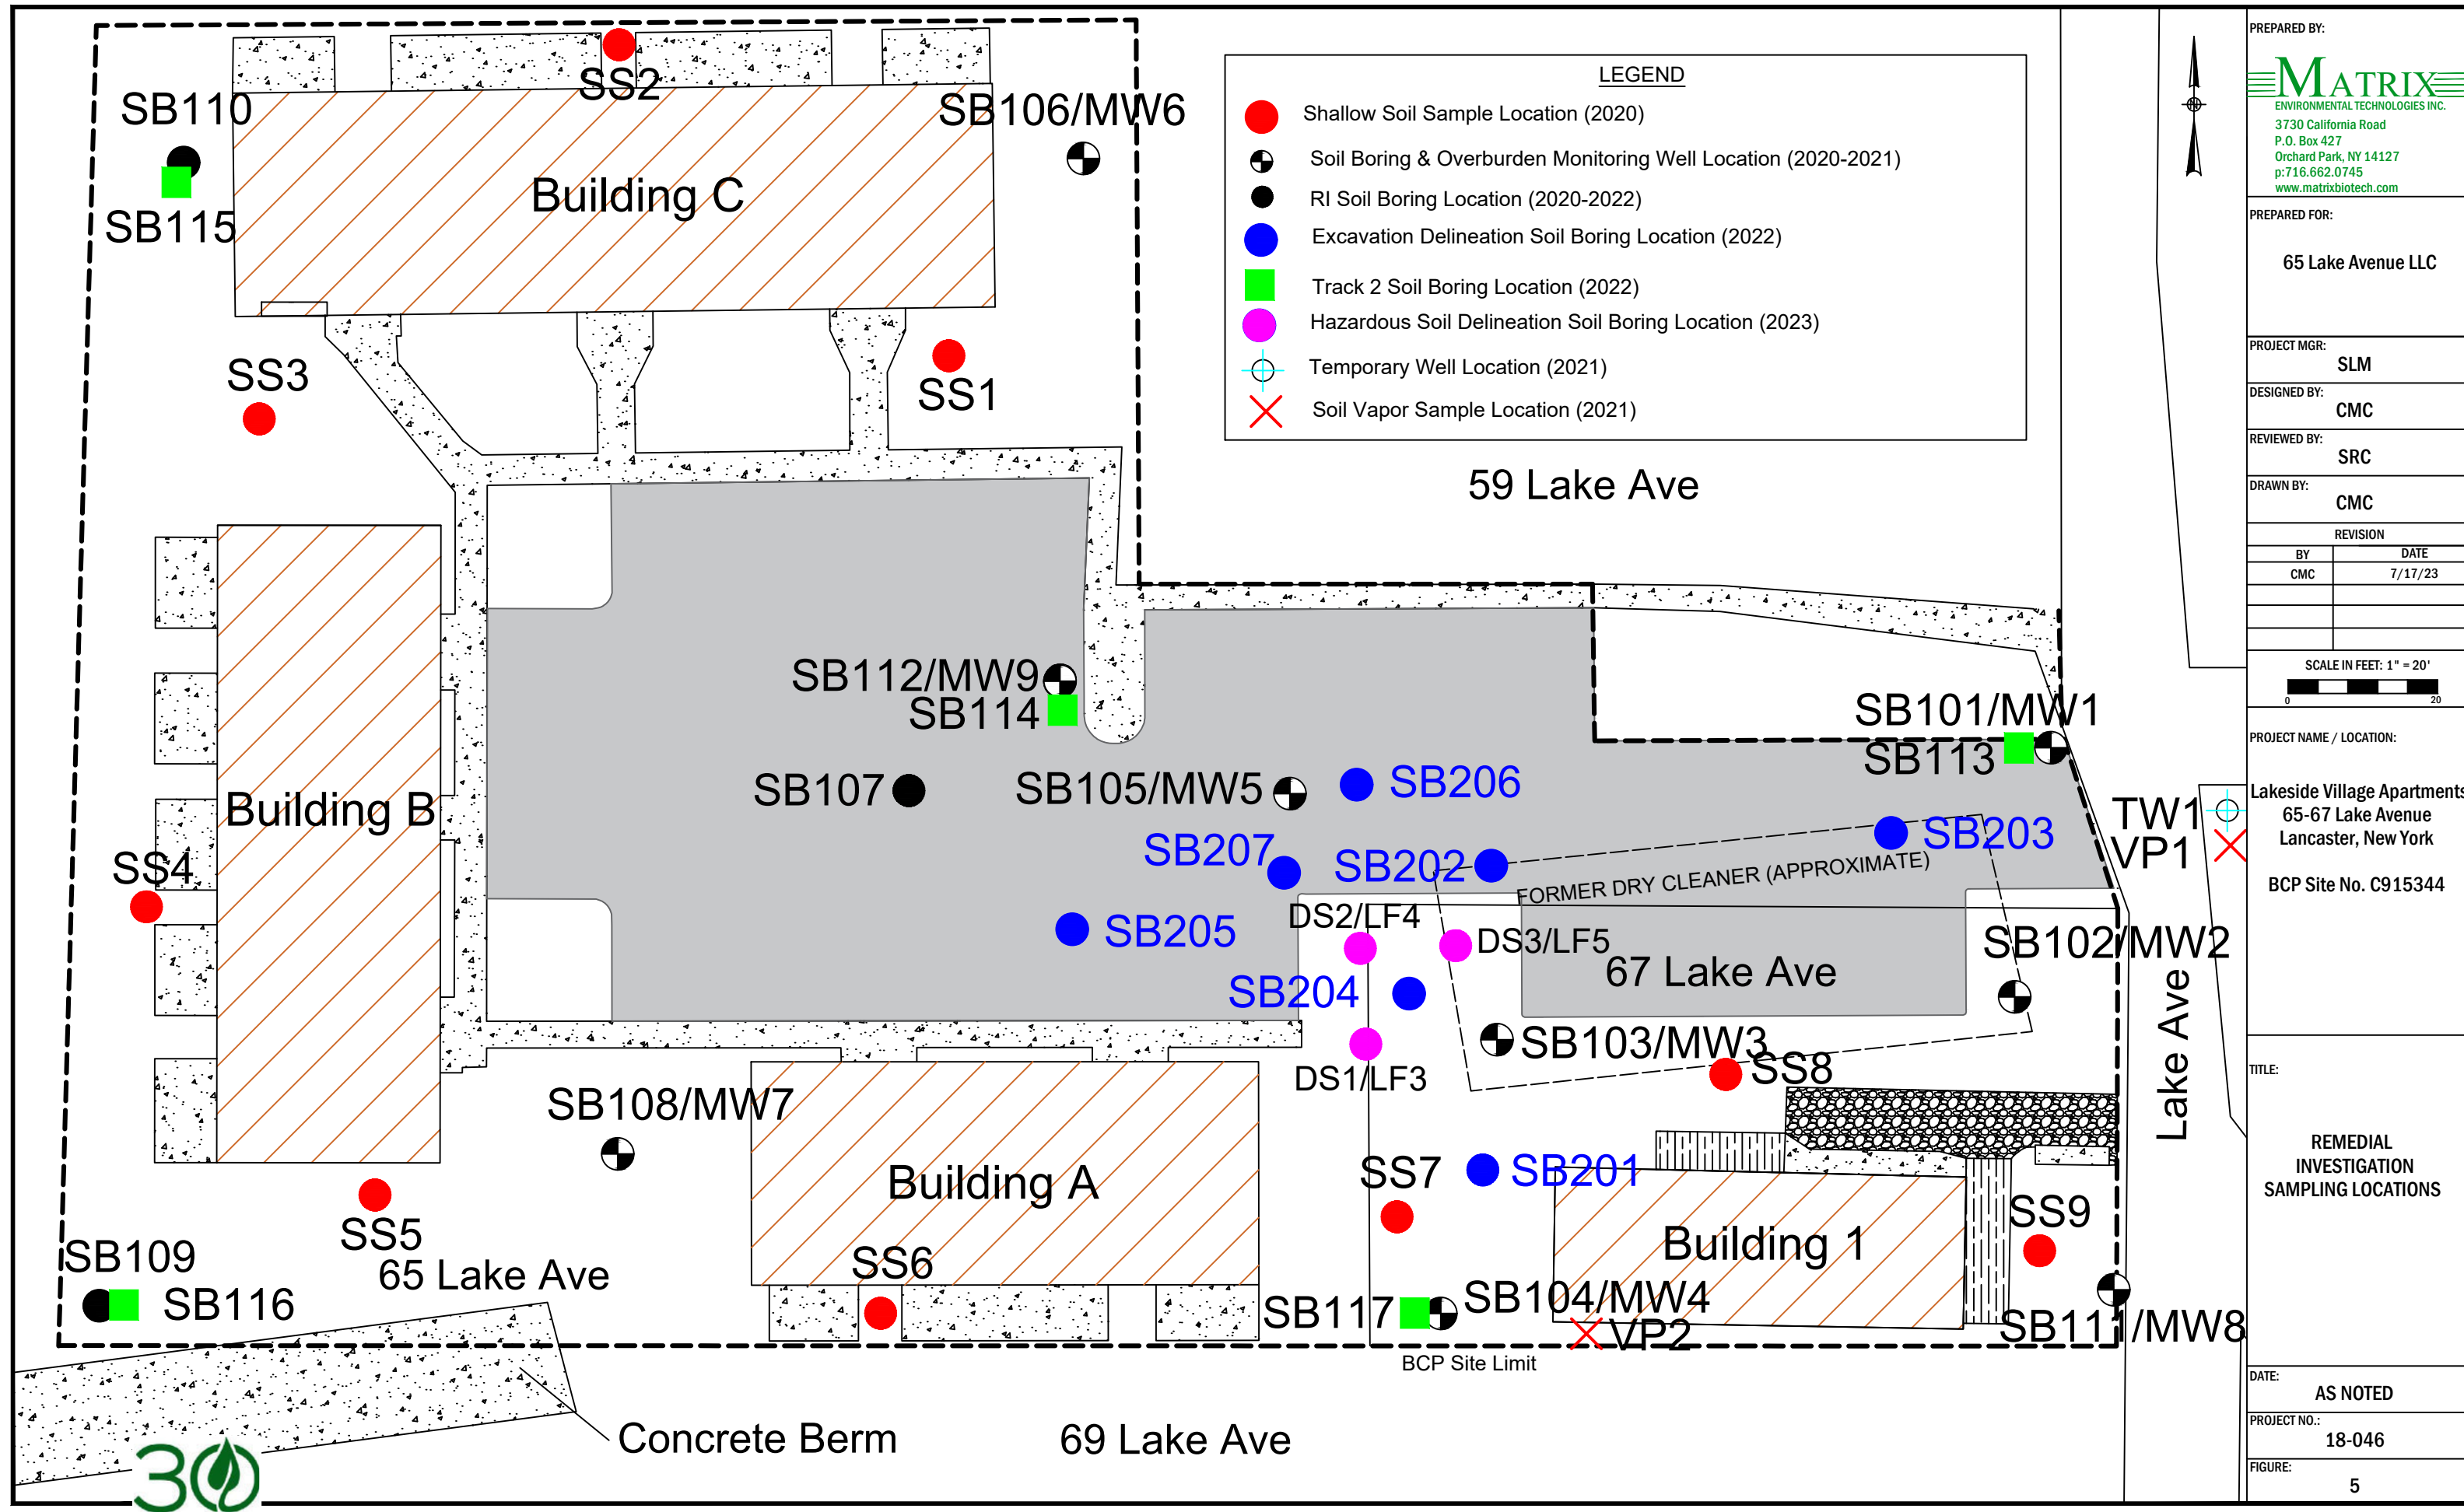 SS2
SB110
SB106/MW6
Building C
SB115
SS3
SS1
LEGEND
Shallow Soil Sample Location (2020)
Soil Boring & Overburden Monitoring Well Location (2020-2021)
RI Soil Boring Location (2020-2022)
Excavation Delineation Soil Boring Location (2022)
Track 2 Soil Boring Location (2022)
Hazardous Soil Delineation Soil Boring Location (2023)
Temporary Well Location (2021)
Soil Vapor Sample Location (2021)
59 Lake Ave
SB112/MW9
SB114
SB101/MW1
SB113
SB107
SB105/MW5
SB206
Building B
TW1
VP1
SB207
SB202
SB203
FORMER DRY CLEANER (APPROXIMATE)
SS4
SB205
DS2/LF4
DS3/LF5
SB102/MW2
67 Lake Ave
SB204
SB103/MW3
SS8
DS1/LF3
Lake Ave
SB108/MW7
Building A
SS7
SB201
SS5
SS9
Building 1
SB109
65 Lake Ave
SS6
SB116
SB117
SB104/MW4
VP2
SB111/MW8
BCP Site Limit
Concrete Berm
69 Lake Ave
30
N
PREPARED BY:
MATRIX
ENVIRONMENTAL TECHNOLOGIES INC.
3730 California Road
P.O. Box 427
Orchard Park, NY 14127
p:716.662.0745
www.matrixbiotech.com
PREPARED FOR:
65 Lake Avenue LLC
PROJECT MGR:
SLM
DESIGNED BY:
CMC
REVIEWED BY:
SRC
DRAWN BY:
CMC
REVISION
BY DATE
CMC 7/17/23
SCALE IN FEET: 1" = 20'
0 20
PROJECT NAME / LOCATION:
Lakeside Village Apartments
65-67 Lake Avenue
Lancaster, New York
BCP Site No. C915344
TITLE:
REMEDIAL
INVESTIGATION
SAMPLING LOCATIONS
DATE:
AS NOTED
PROJECT NO.:
18-046
FIGURE:
5